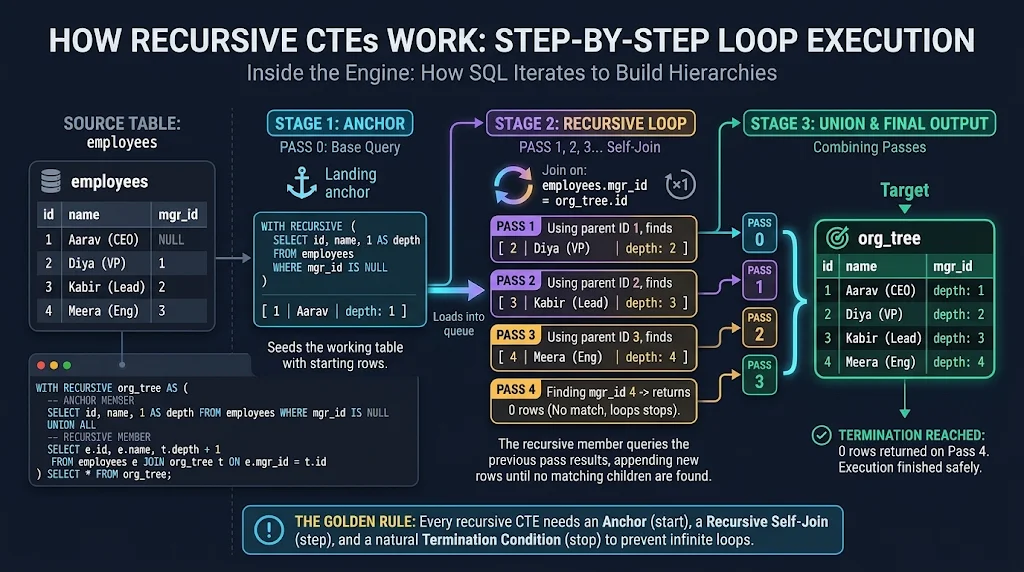 HOW RECURSIVE CTEs WORK: STEP-BY-STEP LOOP EXECUTION
Inside the Engine: How SQL Iterates to Build Hierarchies
SOURCE TABLE:
employees
employees
id name mgr_id
1 Aarav (CEO) NULL
2 Diya (VP) 1
3 Kabir (Lead) 2
4 Meera (Eng) 3
WITH RECURSIVE org_tree AS (
-- ANCHOR MEMBER
SELECT id, name, 1 AS depth FROM employees WHERE mgr_id IS NULL
UNION ALL
-- RECURSIVE MEMBER
SELECT e.id, e.name, t.depth + 1
FROM employees e JOIN org_tree t ON e.mgr_id = t.id
) SELECT * FROM org_tree;
STAGE 1: ANCHOR
PASS 0: Base Query
Landing
anchor
WITH RECURSIVE (
SELECT id, name, 1 AS depth
FROM employees
WHERE mgr_id IS NULL
)
[ 1 | Aarav | depth: 1 ]
Seeds the working table
with starting rows.
Loads into
queue
STAGE 2: RECURSIVE LOOP
PASS 1, 2, 3... Self-Join
Join on:
employees.mgr_id
= org_tree.id
×1
PASS 1 Using parent ID 1, finds
[ 2 | Diya (VP) | depth: 2 ]
PASS 2 Using parent ID 2, finds
[ 3 | Kabir (Lead) | depth: 3 ]
PASS 3 Using parent ID 3, finds
[ 4 | Meera (Eng) | depth: 4 ]
PASS 4 Finding mgr_id 4 -> returns
0 rows (No match, loops stops).
The recursive member queries the
previous pass results, appending new
rows until no matching children are found.
STAGE 3: UNION & FINAL OUTPUT
Combining Passes
PASS
0
PASS
1
PASS
2
PASS
3
Target
org_tree
id name mgr_id
1 Aarav (CEO) depth: 1
2 Diya (VP) depth: 2
3 Kabir (Lead) depth: 3
4 Meera (Eng) depth: 4
TERMINATION REACHED:
0 rows returned on Pass 4.
Execution finished safely.
THE GOLDEN RULE: Every recursive CTE needs an Anchor (start), a Recursive Self-Join
(step), and a natural Termination Condition (stop) to prevent infinite loops.